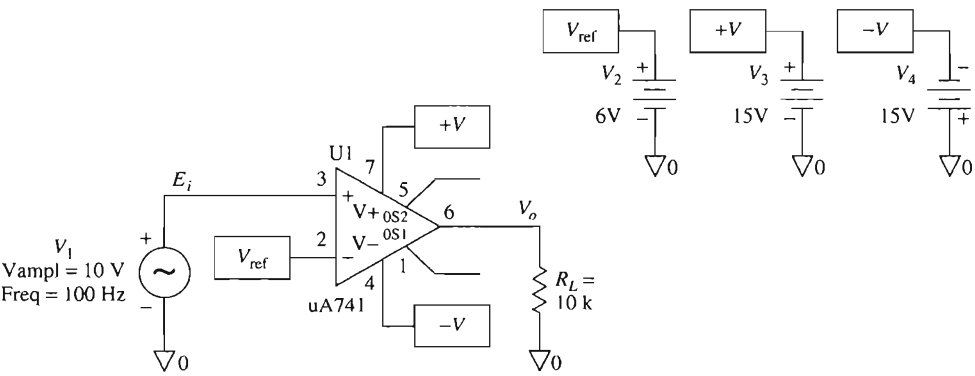 V_ref
+V
−V
V_2
+
6V
−
0
V_3
+
15V
−
0
V_4
−
15V
+
0
+V
U1
7
E_i
3
5
+
V+
0S2
6
V_o
V_1
+
Vampl = 10 V
Freq = 100 Hz
−
0
V_ref
2
V−
0S1
−
1
4
uA741
−V
R_L =
10 k
0